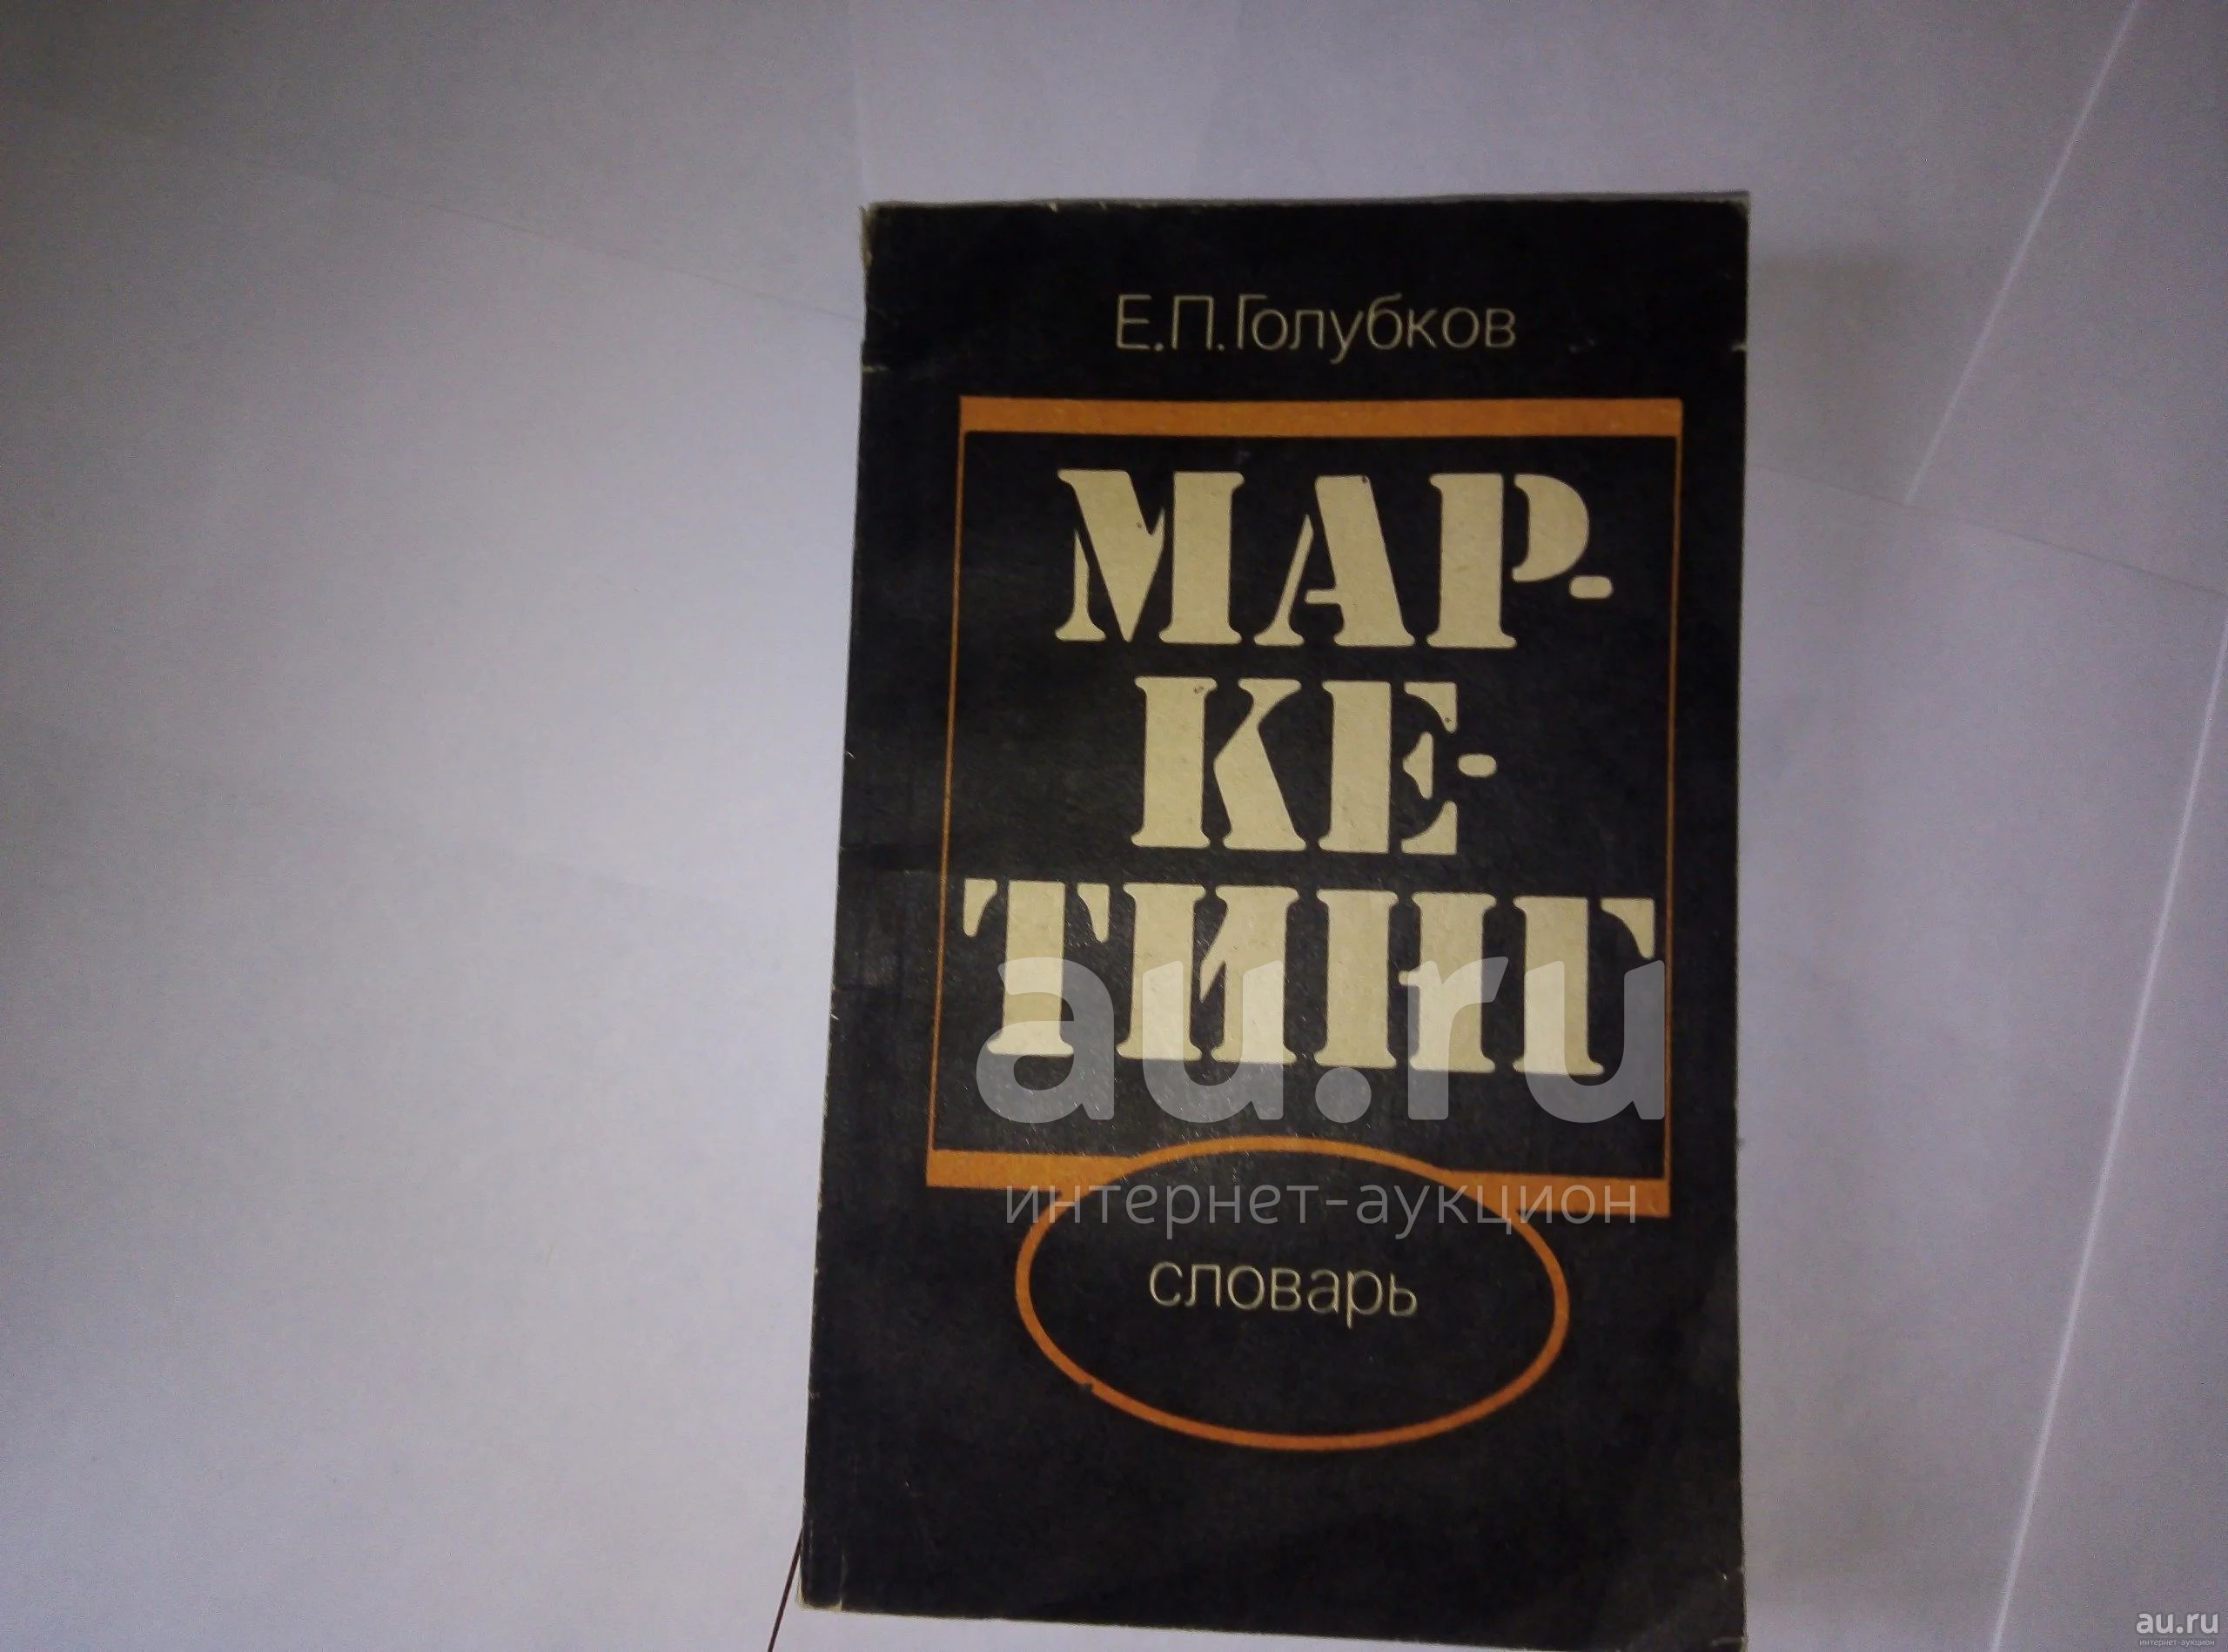 Е.П.Голубков
МАР-
КЕ-
ТИНГ
au.ru
интернет-аукцион
словарь
au.ru
интернет-аукцион